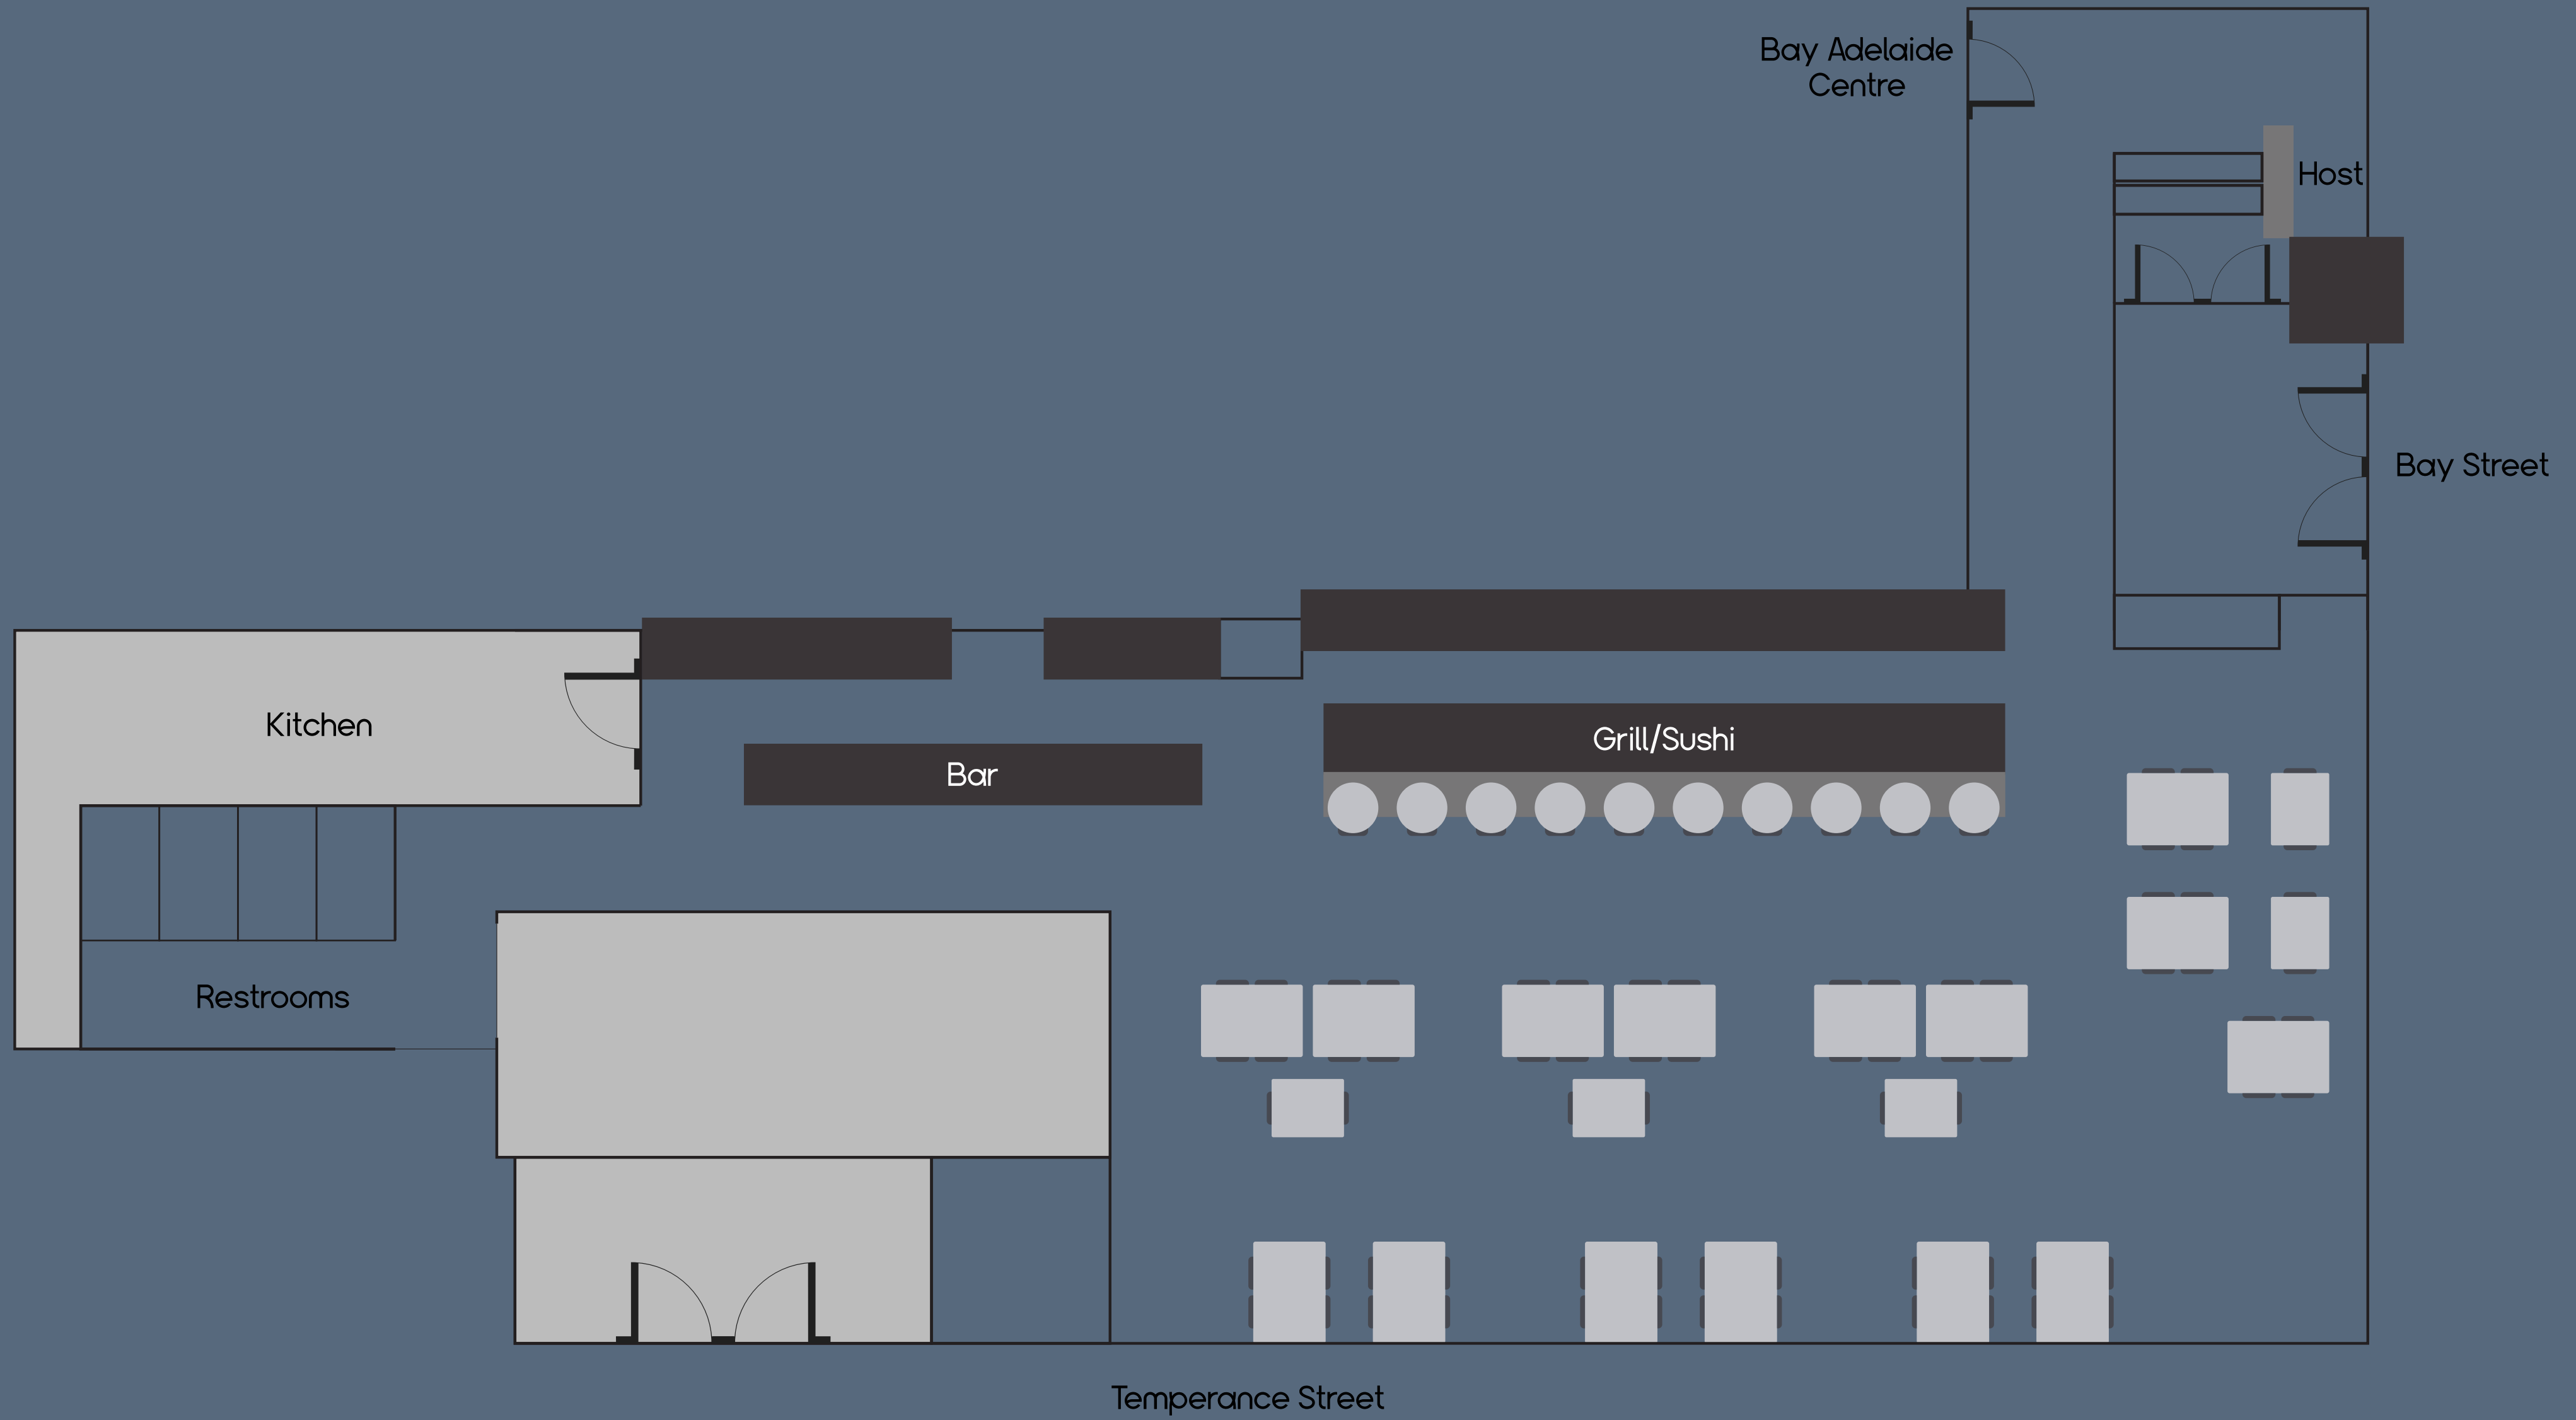 Bay Adelaide
Centre
Host
Bay Street
Kitchen
Grill/Sushi
Bar
Restrooms
Temperance Street